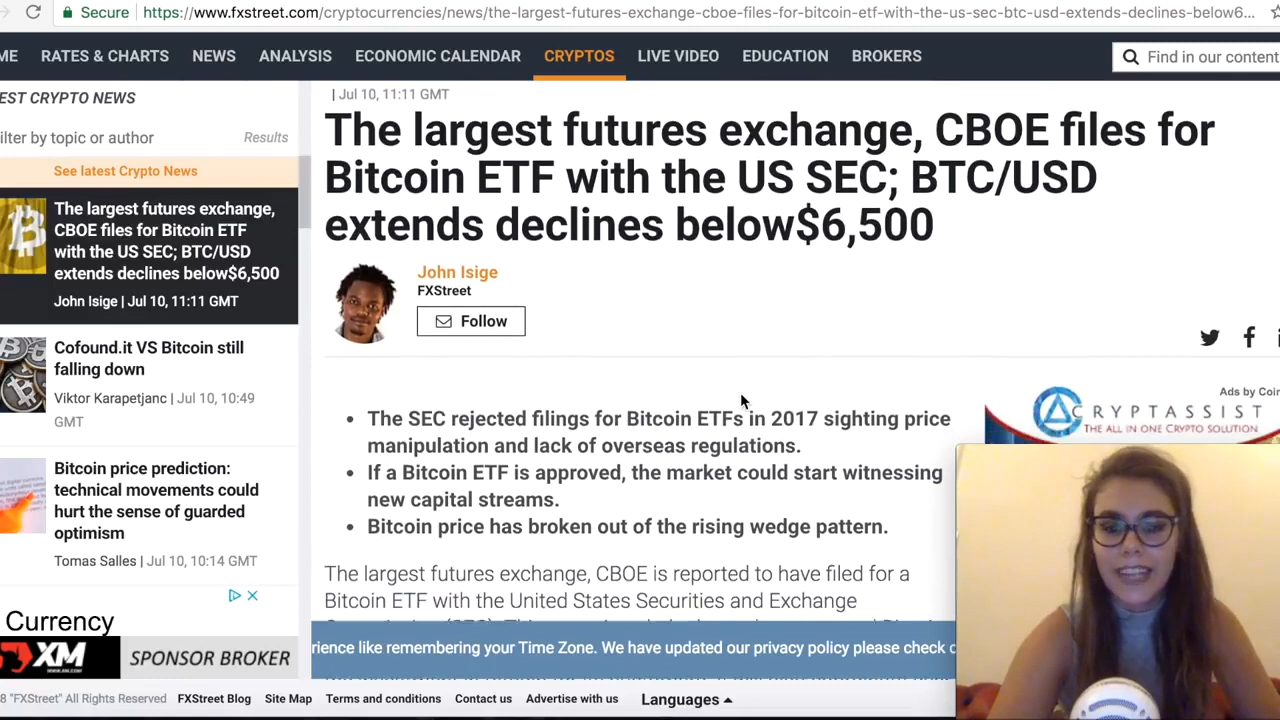 Secure | https://www.fxstreet.com/cryptocurrencies/news/the-largest-futures-exchange-cboe-files-for-bitcoin-etf-with-the-us-sec-btc-usd-extends-declines-below6...
ME RATES & CHARTS NEWS ANALYSIS ECONOMIC CALENDAR CRYPTOS LIVE VIDEO EDUCATION BROKERS Find in our content
EST CRYPTO NEWS
ilter by topic or author Results
See latest Crypto News
The largest futures exchange,
CBOE files for Bitcoin ETF
with the US SEC; BTC/USD
extends declines below$6,500
John Isige | Jul 10, 11:11 GMT
Cofound.it VS Bitcoin still
falling down
Viktor Karapetjanc | Jul 10, 10:49
GMT
Bitcoin price prediction:
technical movements could
hurt the sense of guarded
optimism
Tomas Salles | Jul 10, 10:14 GMT
Currency
XM
SPONSOR BROKER
| Jul 10, 11:11 GMT
The largest futures exchange, CBOE files for
Bitcoin ETF with the US SEC; BTC/USD
extends declines below$6,500
John Isige
FXStreet
Follow
• The SEC rejected filings for Bitcoin ETFs in 2017 sighting price
manipulation and lack of overseas regulations.
• If a Bitcoin ETF is approved, the market could start witnessing
new capital streams.
• Bitcoin price has broken out of the rising wedge pattern.
The largest futures exchange, CBOE is reported to have filed for a
Bitcoin ETF with the United States Securities and Exchange
Ads by Coin
CRYPTASSIST
THE ALL IN ONE CRYPTO SOLUTION
rience like remembering your Time Zone. We have updated our privacy policy please check o
8 "FXStreet" All Rights Reserved FXStreet Blog Site Map Terms and conditions Contact us Advertise with us Languages